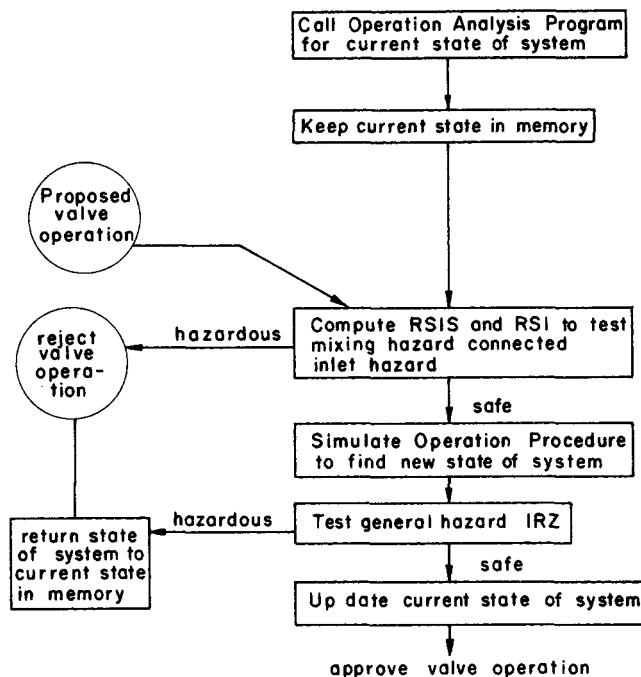 Call Operation Analysis Program
for current state of system
Keep current state in memory
Proposed
valve
operation
Compute RSIS and RSI to test
mixing hazard connected
inlet hazard
hazardous
reject
valve
opera-
tion
safe
Simulate Operation Procedure
to find new state of system
Test general hazard IRZ
hazardous
return state
of system to
current state
in memory
safe
Up date current state of system
approve valve operation